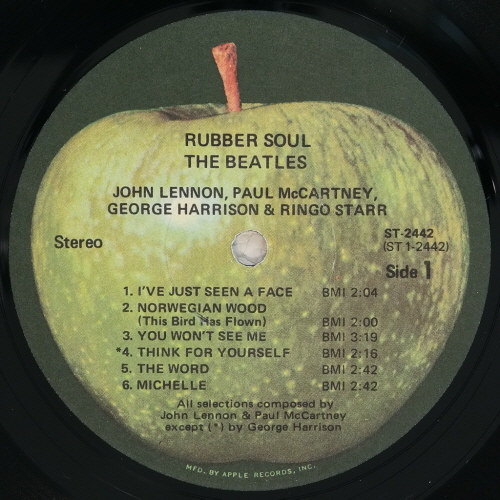 RUBBER SOUL
THE BEATLES
JOHN LENNON, PAUL McCARTNEY,
GEORGE HARRISON & RINGO STARR
Stereo
ST-2442
(ST 1-2442)
Side 1
1. I'VE JUST SEEN A FACE BMI 2:04
2. NORWEGIAN WOOD
(This Bird Has Flown) BMI 2:00
3. YOU WON'T SEE ME BMI 3:19
*4. THINK FOR YOURSELF BMI 2:16
5. THE WORD BMI 2:42
6. MICHELLE BMI 2:42
All selections composed by
John Lennon & Paul McCartney
except (*) by George Harrison
MFD. BY APPLE RECORDS, INC.